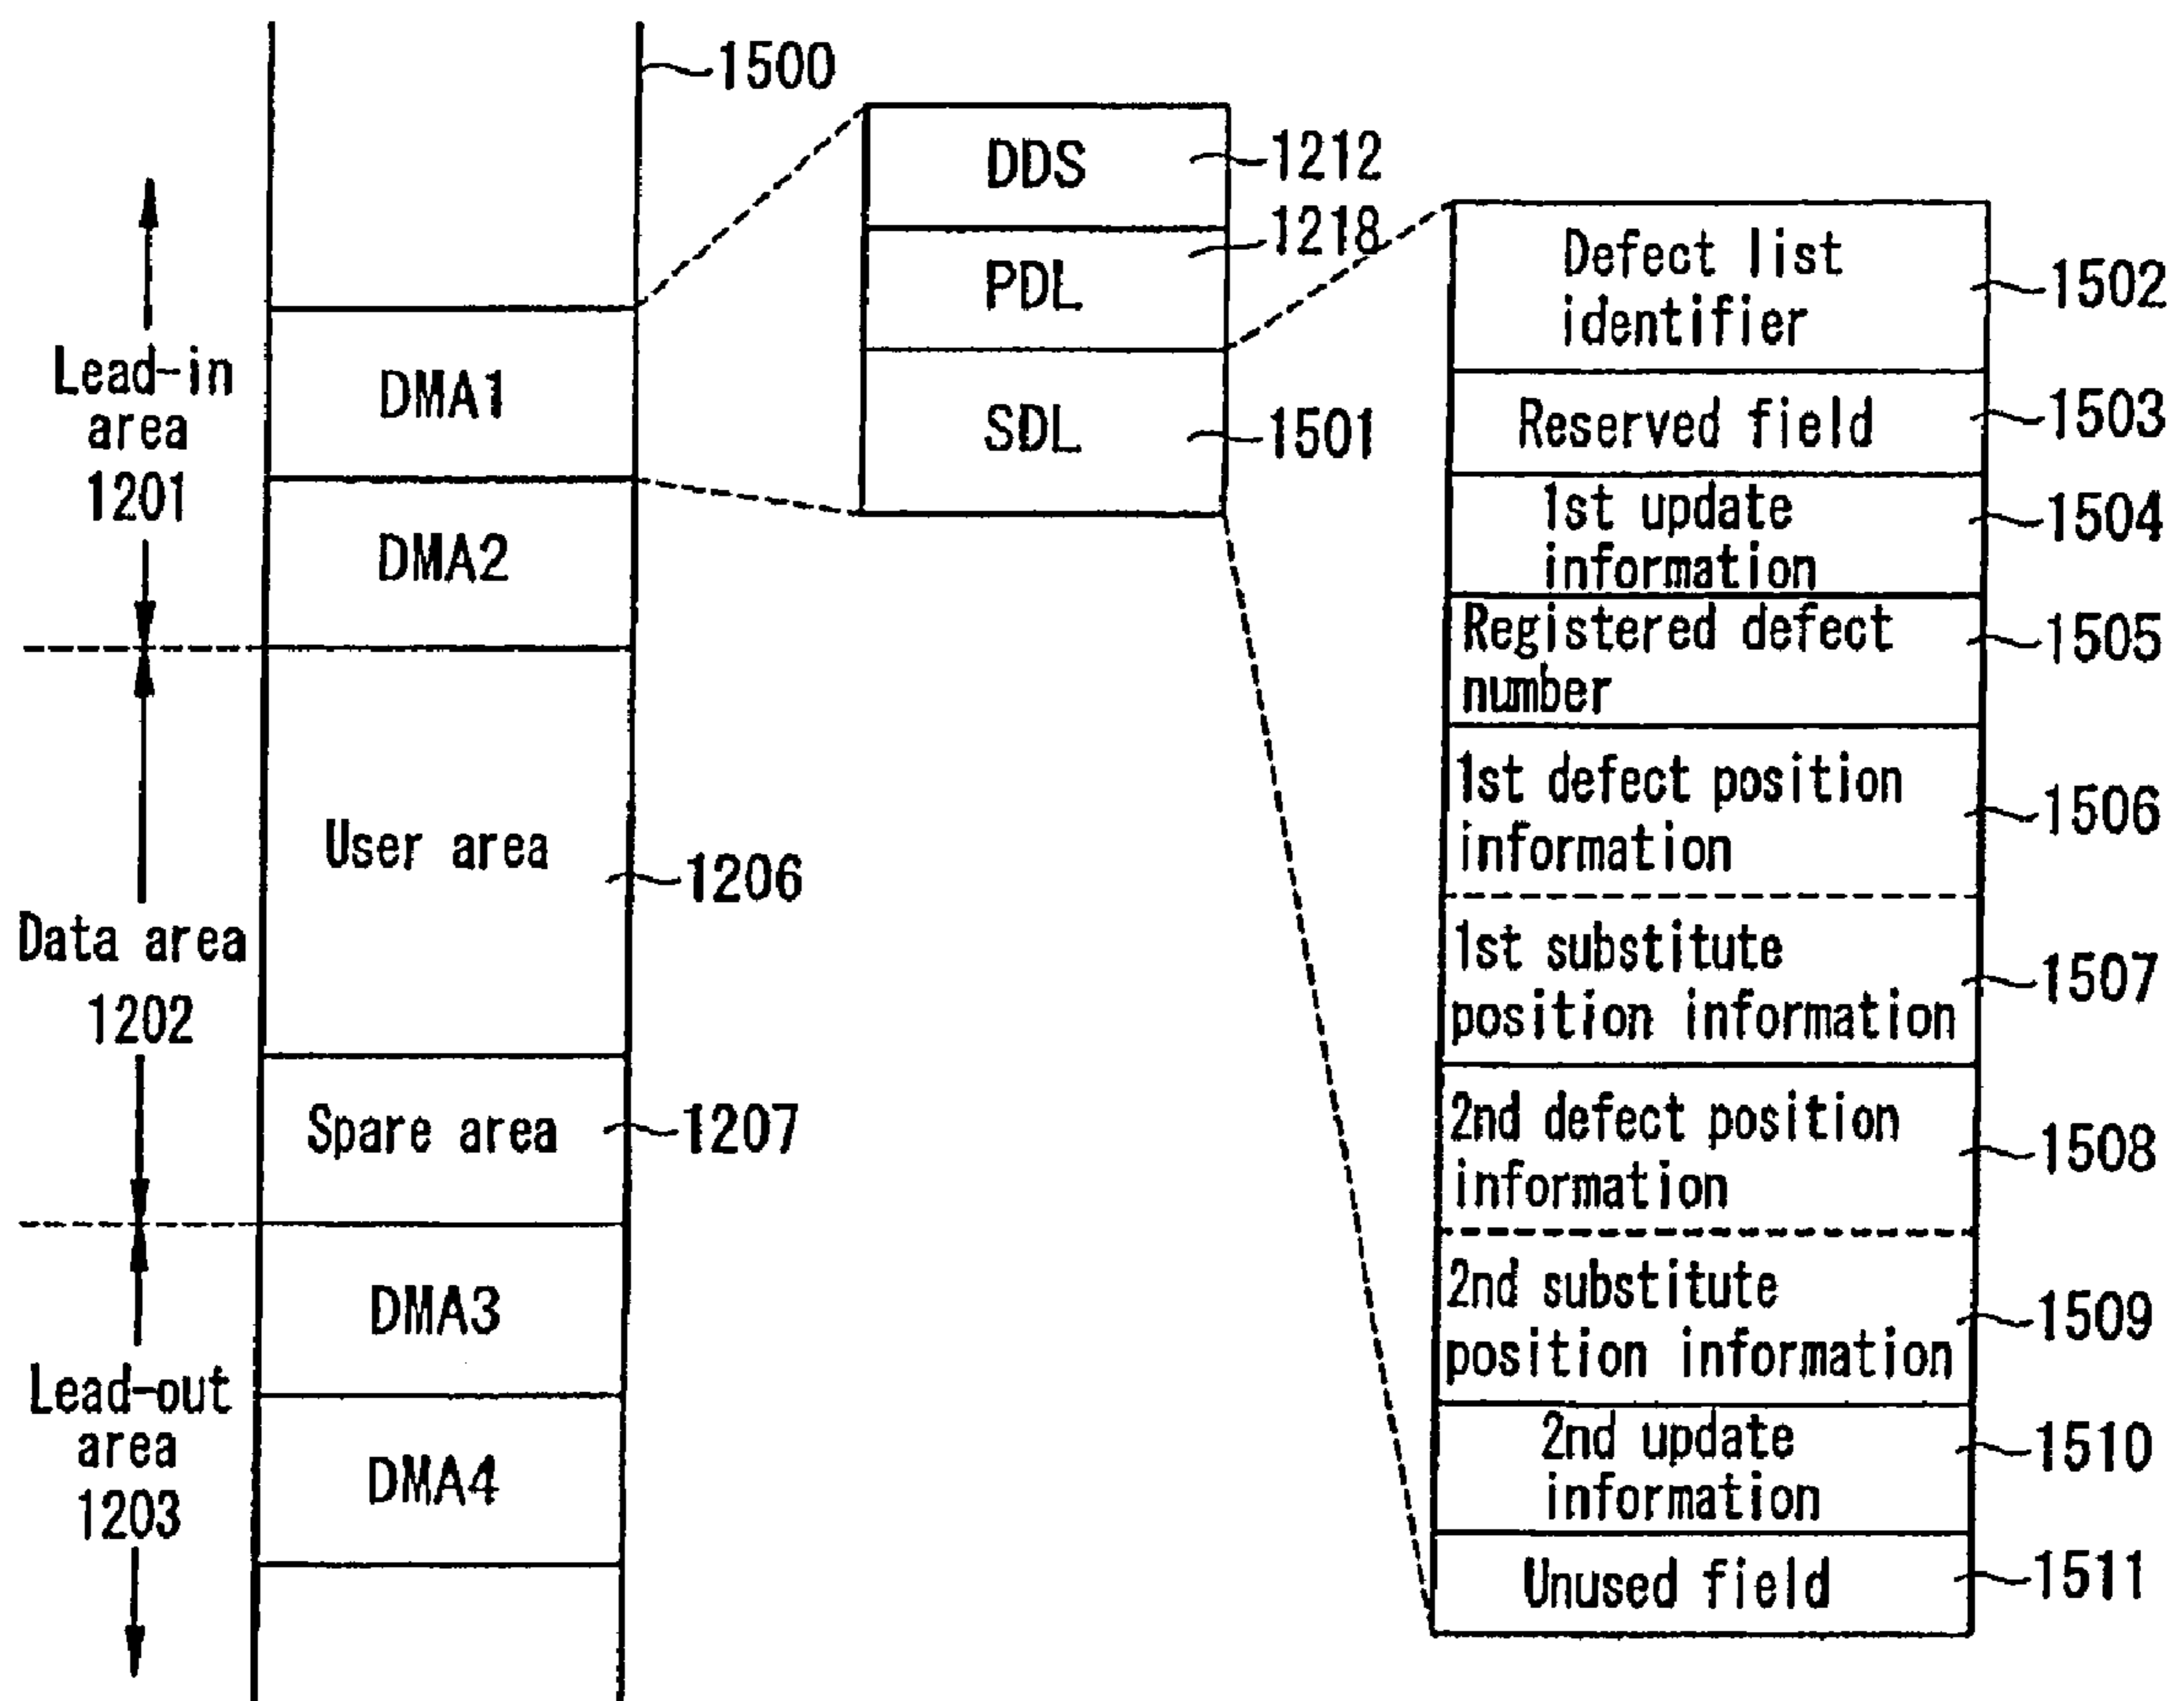 1500
Lead-in
area
1201
Data area
1202
Lead-out
area
1203
DMA1
DMA2
User area
1206
Spare area
1207
DMA3
DMA4
DDS
1212
PDL
1218
SDL
1501
Defect list
identifier
1502
Reserved field
1503
1st update
information
1504
Registered defect
number
1505
1st defect position
information
1506
1st substitute
position information
1507
2nd defect position
information
1508
2nd substitute
position information
1509
2nd update
information
1510
Unused field
1511